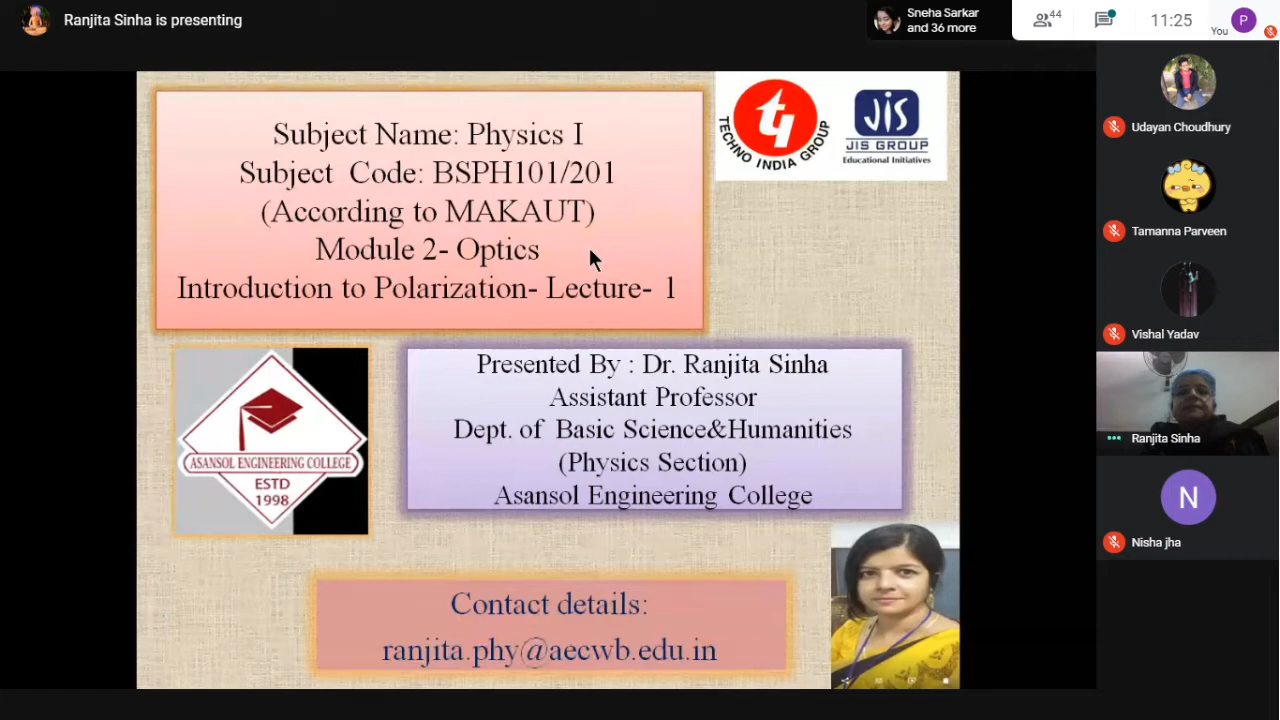 Ranjita Sinha is presenting
Sneha Sarkar
and 36 more
44
11:25
You
P
Subject Name: Physics I
Subject Code: BSPH101/201
(According to MAKAUT)
Module 2- Optics
Introduction to Polarization- Lecture- 1
TECHNO INDIA GROUP
JIS
JIS GROUP
Educational Initiatives
ASANSOL ENGINEERING COLLEGE
ESTD
1998
Presented By : Dr. Ranjita Sinha
Assistant Professor
Dept. of Basic Science&Humanities
(Physics Section)
Asansol Engineering College
Contact details:
ranjita.phy@aecwb.edu.in
Udayan Choudhury
Tamanna Parveen
Vishal Yadav
Ranjita Sinha
N
Nisha jha